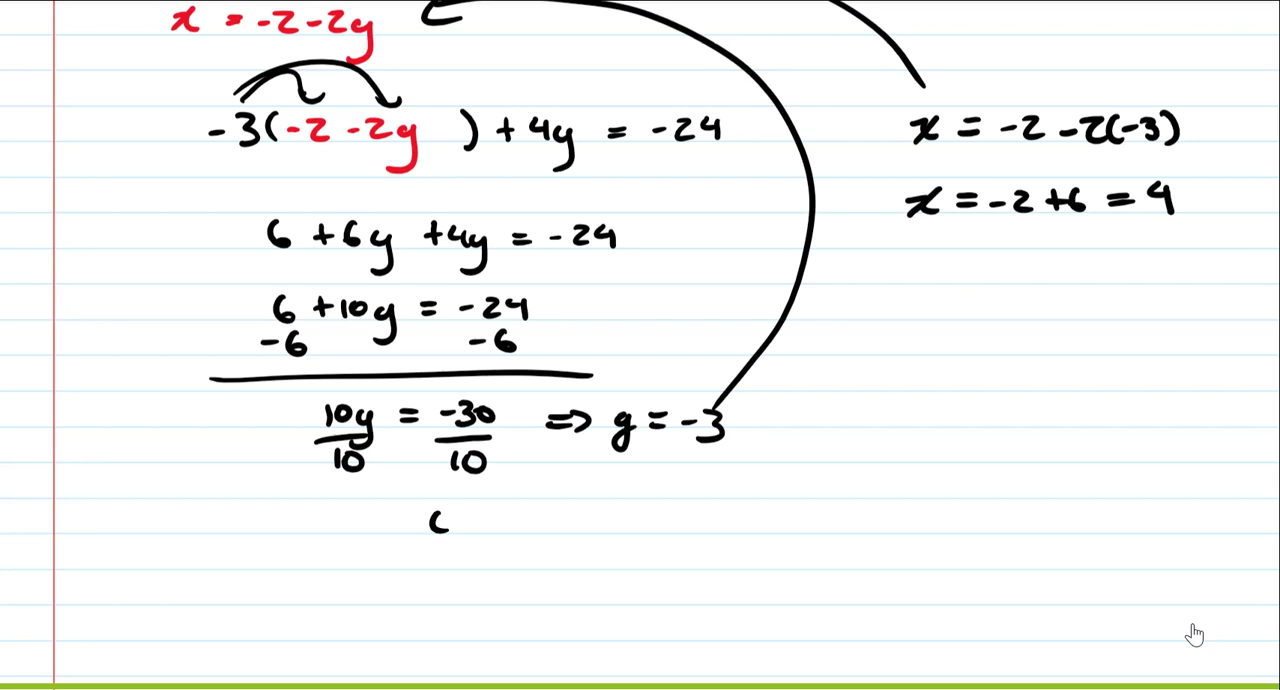 x = -2-2y
-3(-2 -2y ) + 4y = -24
6 +6y +4y = -24
6 +10y = -24
-6 -6
10y/10 = -30/10 => y = -3
(
x = -2 -2(-3)
x = -2 +6 = 4